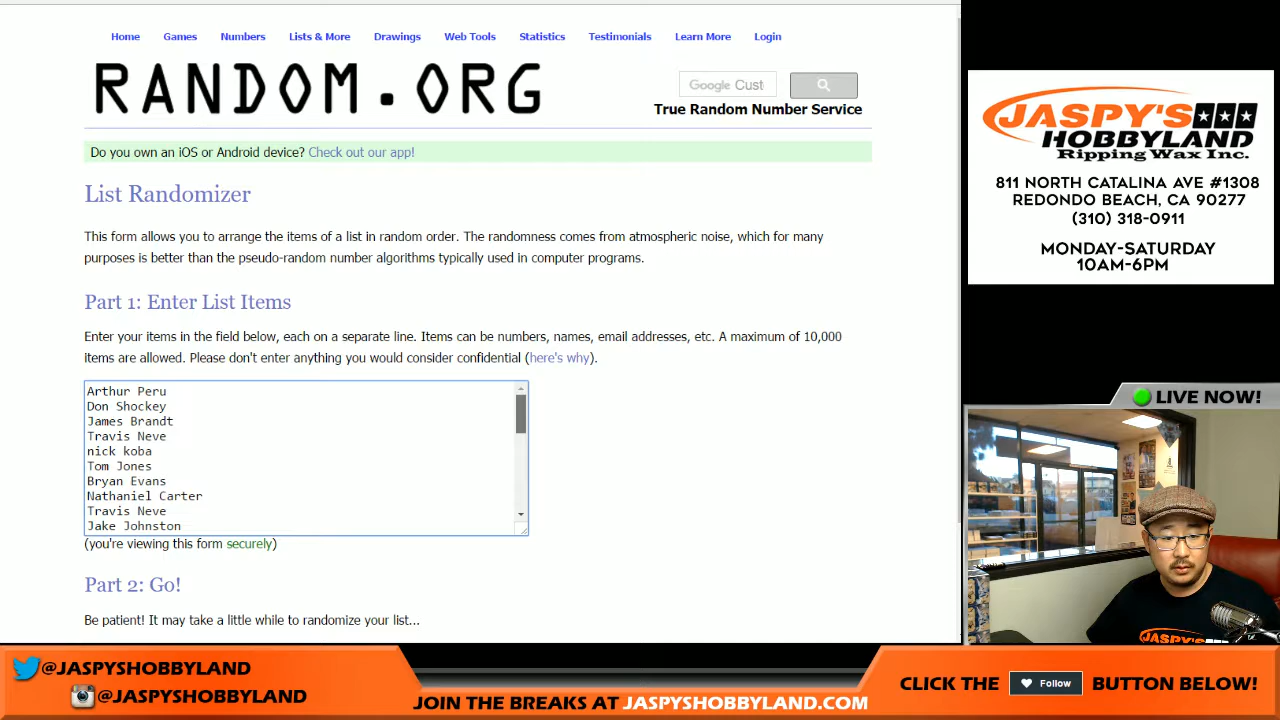 Home Games Numbers Lists & More Drawings Web Tools Statistics Testimonials Learn More Login
RANDOM.ORG
Google Cust
True Random Number Service
Do you own an iOS or Android device? Check out our app!
List Randomizer
This form allows you to arrange the items of a list in random order. The randomness comes from atmospheric noise, which for many
purposes is better than the pseudo-random number algorithms typically used in computer programs.
Part 1: Enter List Items
Enter your items in the field below, each on a separate line. Items can be numbers, names, email addresses, etc. A maximum of 10,000
items are allowed. Please don't enter anything you would consider confidential (here's why).
Arthur Peru
Don Shockey
James Brandt
Travis Neve
nick koba
Tom Jones
Bryan Evans
Nathaniel Carter
Travis Neve
Jake Johnston
(you're viewing this form securely)
Part 2: Go!
Be patient! It may take a little while to randomize your list...
JASPY'S
HOBBYLAND
Ripping Wax Inc.
811 NORTH CATALINA AVE #1308
REDONDO BEACH, CA 90277
(310) 318-0911
MONDAY-SATURDAY
10AM-6PM
LIVE NOW!
JASPY'S
@JASPYSHOBBYLAND
@JASPYSHOBBYLAND
JOIN THE BREAKS AT JASPYSHOBBYLAND.COM
CLICK THE Follow BUTTON BELOW!